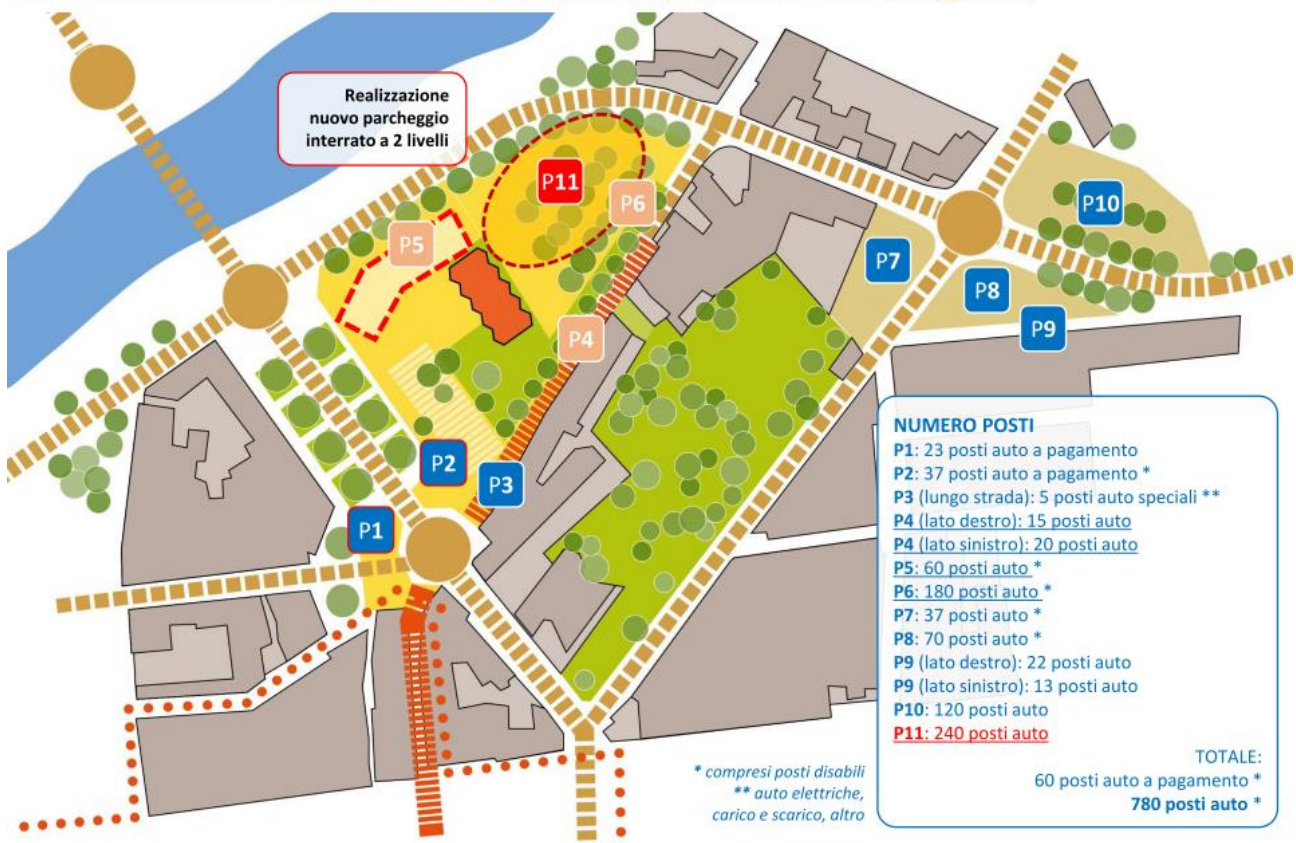 Realizzazione
nuovo parcheggio
interrato a 2 livelli
P11
P6
P5
P10
P7
P8
P9
P4
P2
P3
P1
NUMERO POSTI
P1: 23 posti auto a pagamento
P2: 37 posti auto a pagamento *
P3 (lungo strada): 5 posti auto speciali **
P4 (lato destro): 15 posti auto
P4 (lato sinistro): 20 posti auto
P5: 60 posti auto *
P6: 180 posti auto *
P7: 37 posti auto *
P8: 70 posti auto *
P9 (lato destro): 22 posti auto
P9 (lato sinistro): 13 posti auto
P10: 120 posti auto
P11: 240 posti auto
TOTALE:
60 posti auto a pagamento *
780 posti auto *
* compresi posti disabili
** auto elettriche,
carico e scarico, altro